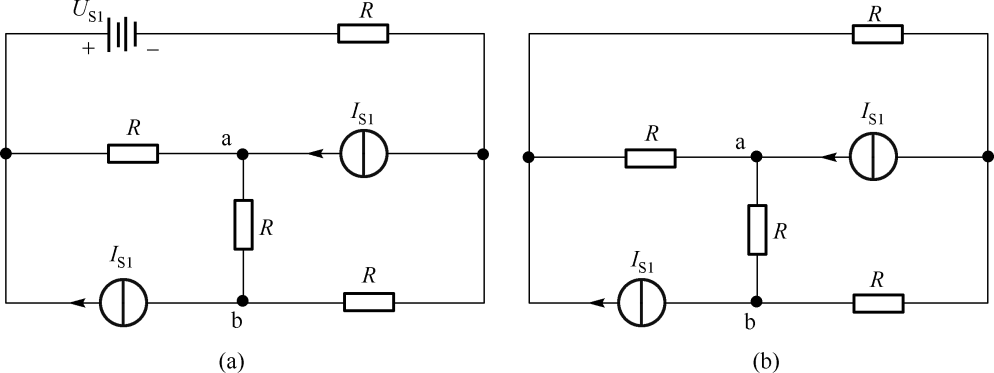 U_S1 R R
+ −
I_S1 I_S1
R a R a
R R
I_S1 R I_S1 R
b b
(a) (b)